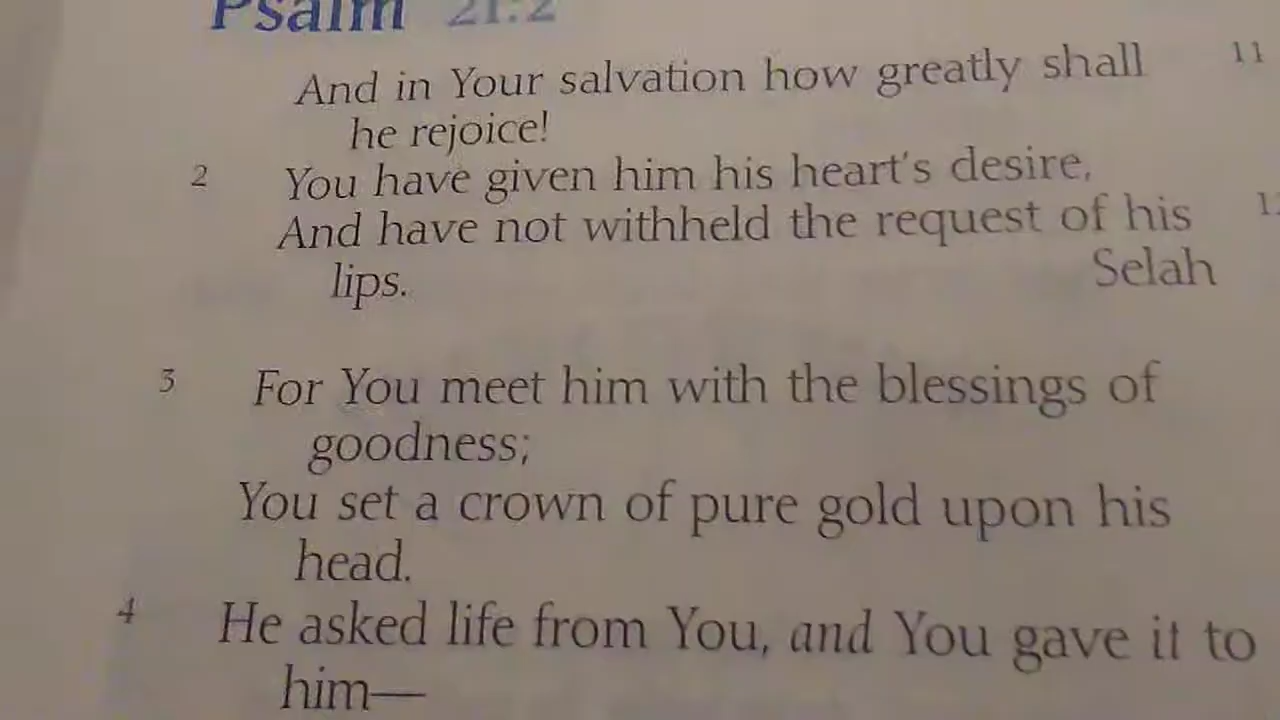 Psalm 21:2
And in Your salvation how greatly shall
he rejoice!
2 You have given him his heart's desire,
And have not withheld the request of his
lips. Selah
3 For You meet him with the blessings of
goodness;
You set a crown of pure gold upon his
head.
4 He asked life from You, and You gave it to
him—
11